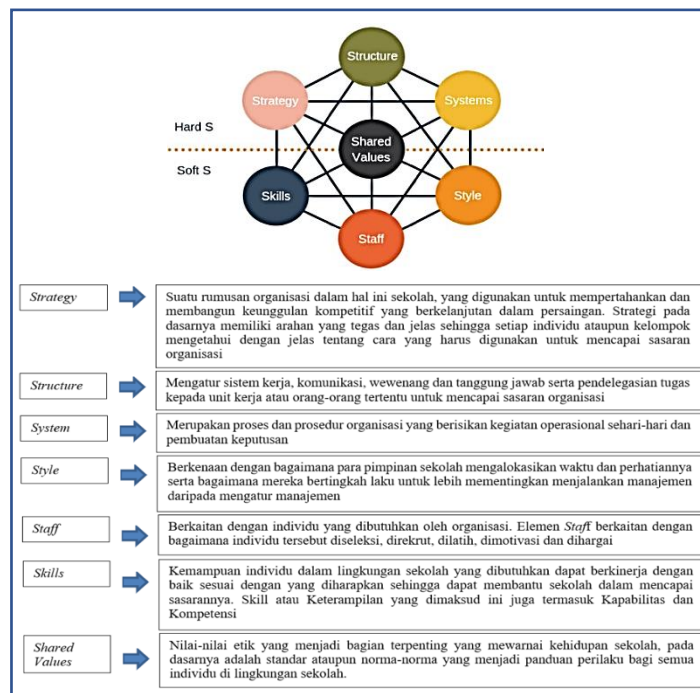 Structure
Strategy
Systems
Hard S
Shared
Values
Soft S
Skills
Style
Staff
Strategy
Suatu rumusan organisasi dalam hal ini sekolah, yang digunakan untuk mempertahankan dan
membangun keunggulan kompetitif yang berkelanjutan dalam persaingan. Strategi pada
dasarnya memiliki arahan yang tegas dan jelas sehingga setiap individu ataupun kelompok
mengetahui dengan jelas tentang cara yang harus digunakan untuk mencapai sasaran
organisasi
Structure
Mengatur sistem kerja, komunikasi, wewenang dan tanggung jawab serta pendelegasian tugas
kepada unit kerja atau orang-orang tertentu untuk mencapai sasaran organisasi
System
Merupakan proses dan prosedur organisasi yang berisikan kegiatan operasional sehari-hari dan
pembuatan keputusan
Style
Berkenaan dengan bagaimana para pimpinan sekolah mengalokasikan waktu dan perhatiannya
serta bagaimana mereka bertingkah laku untuk lebih mementingkan menjalankan manajemen
daripada mengatur manajemen
Staff
Berkaitan dengan individu yang dibutuhkan oleh organisasi. Elemen Staff berkaitan dengan
bagaimana individu tersebut diseleksi, direkrut, dilatih, dimotivasi dan dihargai
Skills
Kemampuan individu dalam lingkungan sekolah yang dibutuhkan dapat berkinerja dengan
baik sesuai dengan yang diharapkan sehingga dapat membantu sekolah dalam mencapai
sasarannya. Skill atau Keterampilan yang dimaksud ini juga termasuk Kapabilitas dan
Kompetensi
Shared
Values
Nilai-nilai etik yang menjadi bagian terpenting yang mewarnai kehidupan sekolah, pada
dasarnya adalah standar ataupun norma-norma yang menjadi panduan perilaku bagi semua
individu di lingkungan sekolah.